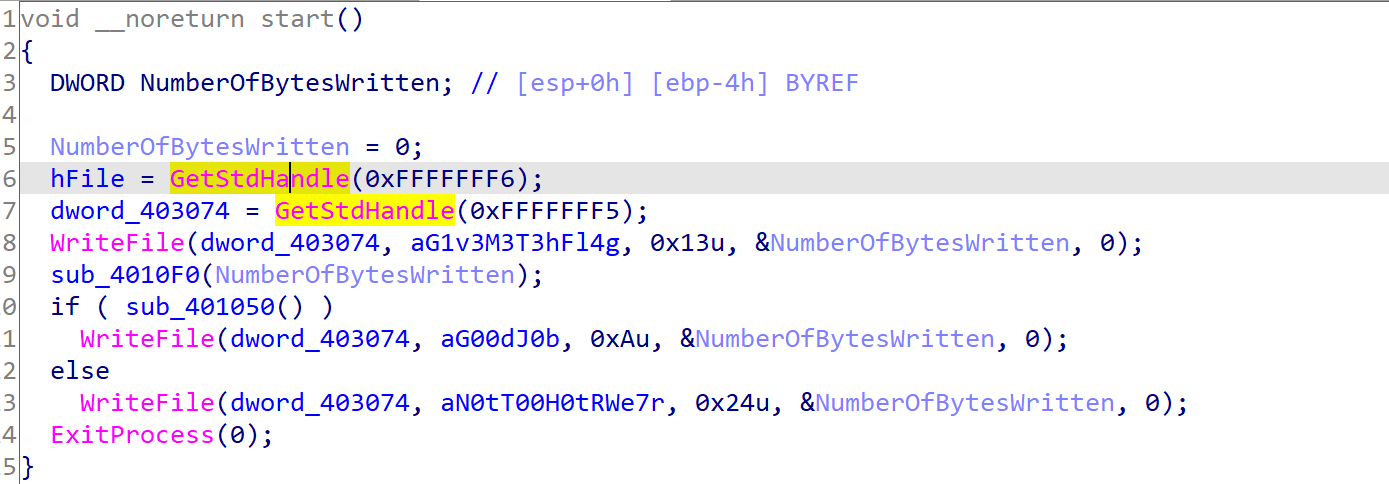 1 void __noreturn start()
2 {
3 DWORD NumberOfBytesWritten; // [esp+0h] [ebp-4h] BYREF
4
5 NumberOfBytesWritten = 0;
6 hFile = GetStdHandle(0xFFFFFFF6);
7 dword_403074 = GetStdHandle(0xFFFFFFF5);
8 WriteFile(dword_403074, aG1v3M3T3hFl4g, 0x13u, &NumberOfBytesWritten, 0);
9 sub_4010F0(NumberOfBytesWritten);
0 if ( sub_401050() )
1 WriteFile(dword_403074, aG00dJ0b, 0xAu, &NumberOfBytesWritten, 0);
2 else
3 WriteFile(dword_403074, aN0tT00H0tRWe7r, 0x24u, &NumberOfBytesWritten, 0);
4 ExitProcess(0);
5 }